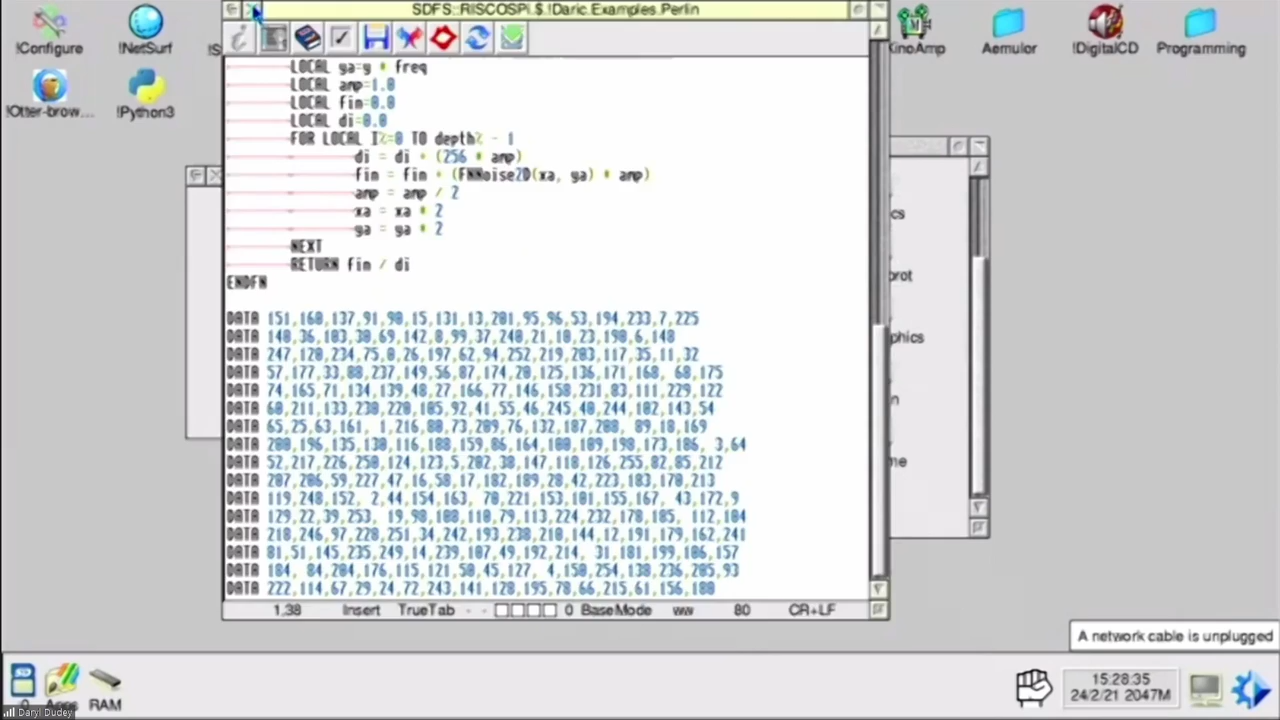 SDFS::RISCOSPi.$.!Daric.Examples.Perlin
!Configure
!NetSurf
KinoAmp
Aemulor
!DigitalCD
Programming
!Otter-brow...
!Python3
LOCAL ya=y * freq
LOCAL amp=1.0
LOCAL fin=0.0
LOCAL di=0.0
FOR LOCAL I%=0 TO depth% - 1
di = di + (256 * amp)
fin = fin + (FNNoise2D(xa, ya) * amp)
amp = amp / 2
xa = xa * 2
ya = ya * 2
NEXT
RETURN fin / di
ENDFN
DATA 151,160,137,91,90,15,131,13,201,95,96,53,194,233,7,225
DATA 140,36,103,30,69,142,8,99,37,240,21,10,23,190,6,148
DATA 247,120,234,75,0,26,197,62,94,252,219,203,117,35,11,32
DATA 57,177,33,88,237,149,56,87,174,20,125,136,171,168, 68,175
DATA 74,165,71,134,139,48,27,166,77,146,158,231,83,111,229,122
DATA 60,211,133,230,220,105,92,41,55,46,245,40,244,102,143,54
DATA 65,25,63,161, 1,216,80,73,209,76,132,187,208, 89,18,169
DATA 200,196,135,130,116,188,159,86,164,100,109,198,173,186, 3,64
DATA 52,217,226,250,124,123,5,202,38,147,118,126,255,82,85,212
DATA 207,206,59,227,47,16,58,17,182,189,28,42,223,183,170,213
DATA 119,248,152, 2,44,154,163, 70,221,153,101,155,167, 43,172,9
DATA 129,22,39,253, 19,98,108,110,79,113,224,232,178,185, 112,104
DATA 218,246,97,228,251,34,242,193,238,210,144,12,191,179,162,241
DATA 81,51,145,235,249,14,239,107,49,192,214, 31,181,199,106,157
DATA 184, 84,204,176,115,121,50,45,127, 4,150,254,138,236,205,93
DATA 222,114,67,29,24,72,243,141,128,195,78,66,215,61,156,180
cs
phics
1,38 Insert TrueTab - - 0 BaseMode ww 80 CR+LF
A network cable is unplugged
0
Apps
RAM
15:28:35
24/2/21 2047M
Daryl Dudey